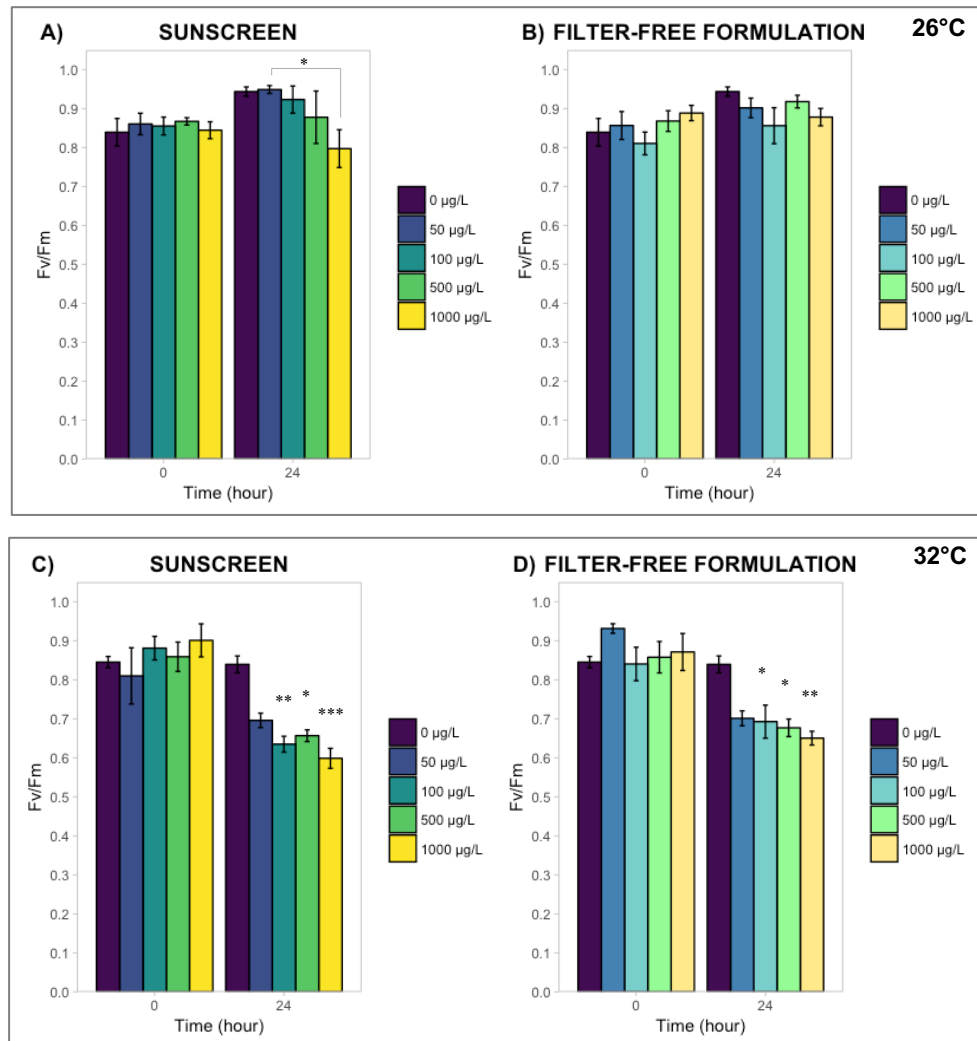 26°C
A) SUNSCREEN
*
1.0
0.9
0.8
0.7
0.6
0.5
0.4
0.3
0.2
0.1
0.0
Fv/Fm
0 24
Time (hour)
0 µg/L
50 µg/L
100 µg/L
500 µg/L
1000 µg/L
B) FILTER-FREE FORMULATION
1.0
0.9
0.8
0.7
0.6
0.5
0.4
0.3
0.2
0.1
0.0
Fv/Fm
0 24
Time (hour)
0 µg/L
50 µg/L
100 µg/L
500 µg/L
1000 µg/L
32°C
C) SUNSCREEN
** * ***
1.0
0.9
0.8
0.7
0.6
0.5
0.4
0.3
0.2
0.1
0.0
Fv/Fm
0 24
Time (hour)
0 µg/L
50 µg/L
100 µg/L
500 µg/L
1000 µg/L
D) FILTER-FREE FORMULATION
* * **
1.0
0.9
0.8
0.7
0.6
0.5
0.4
0.3
0.2
0.1
0.0
Fv/Fm
0 24
Time (hour)
0 µg/L
50 µg/L
100 µg/L
500 µg/L
1000 µg/L